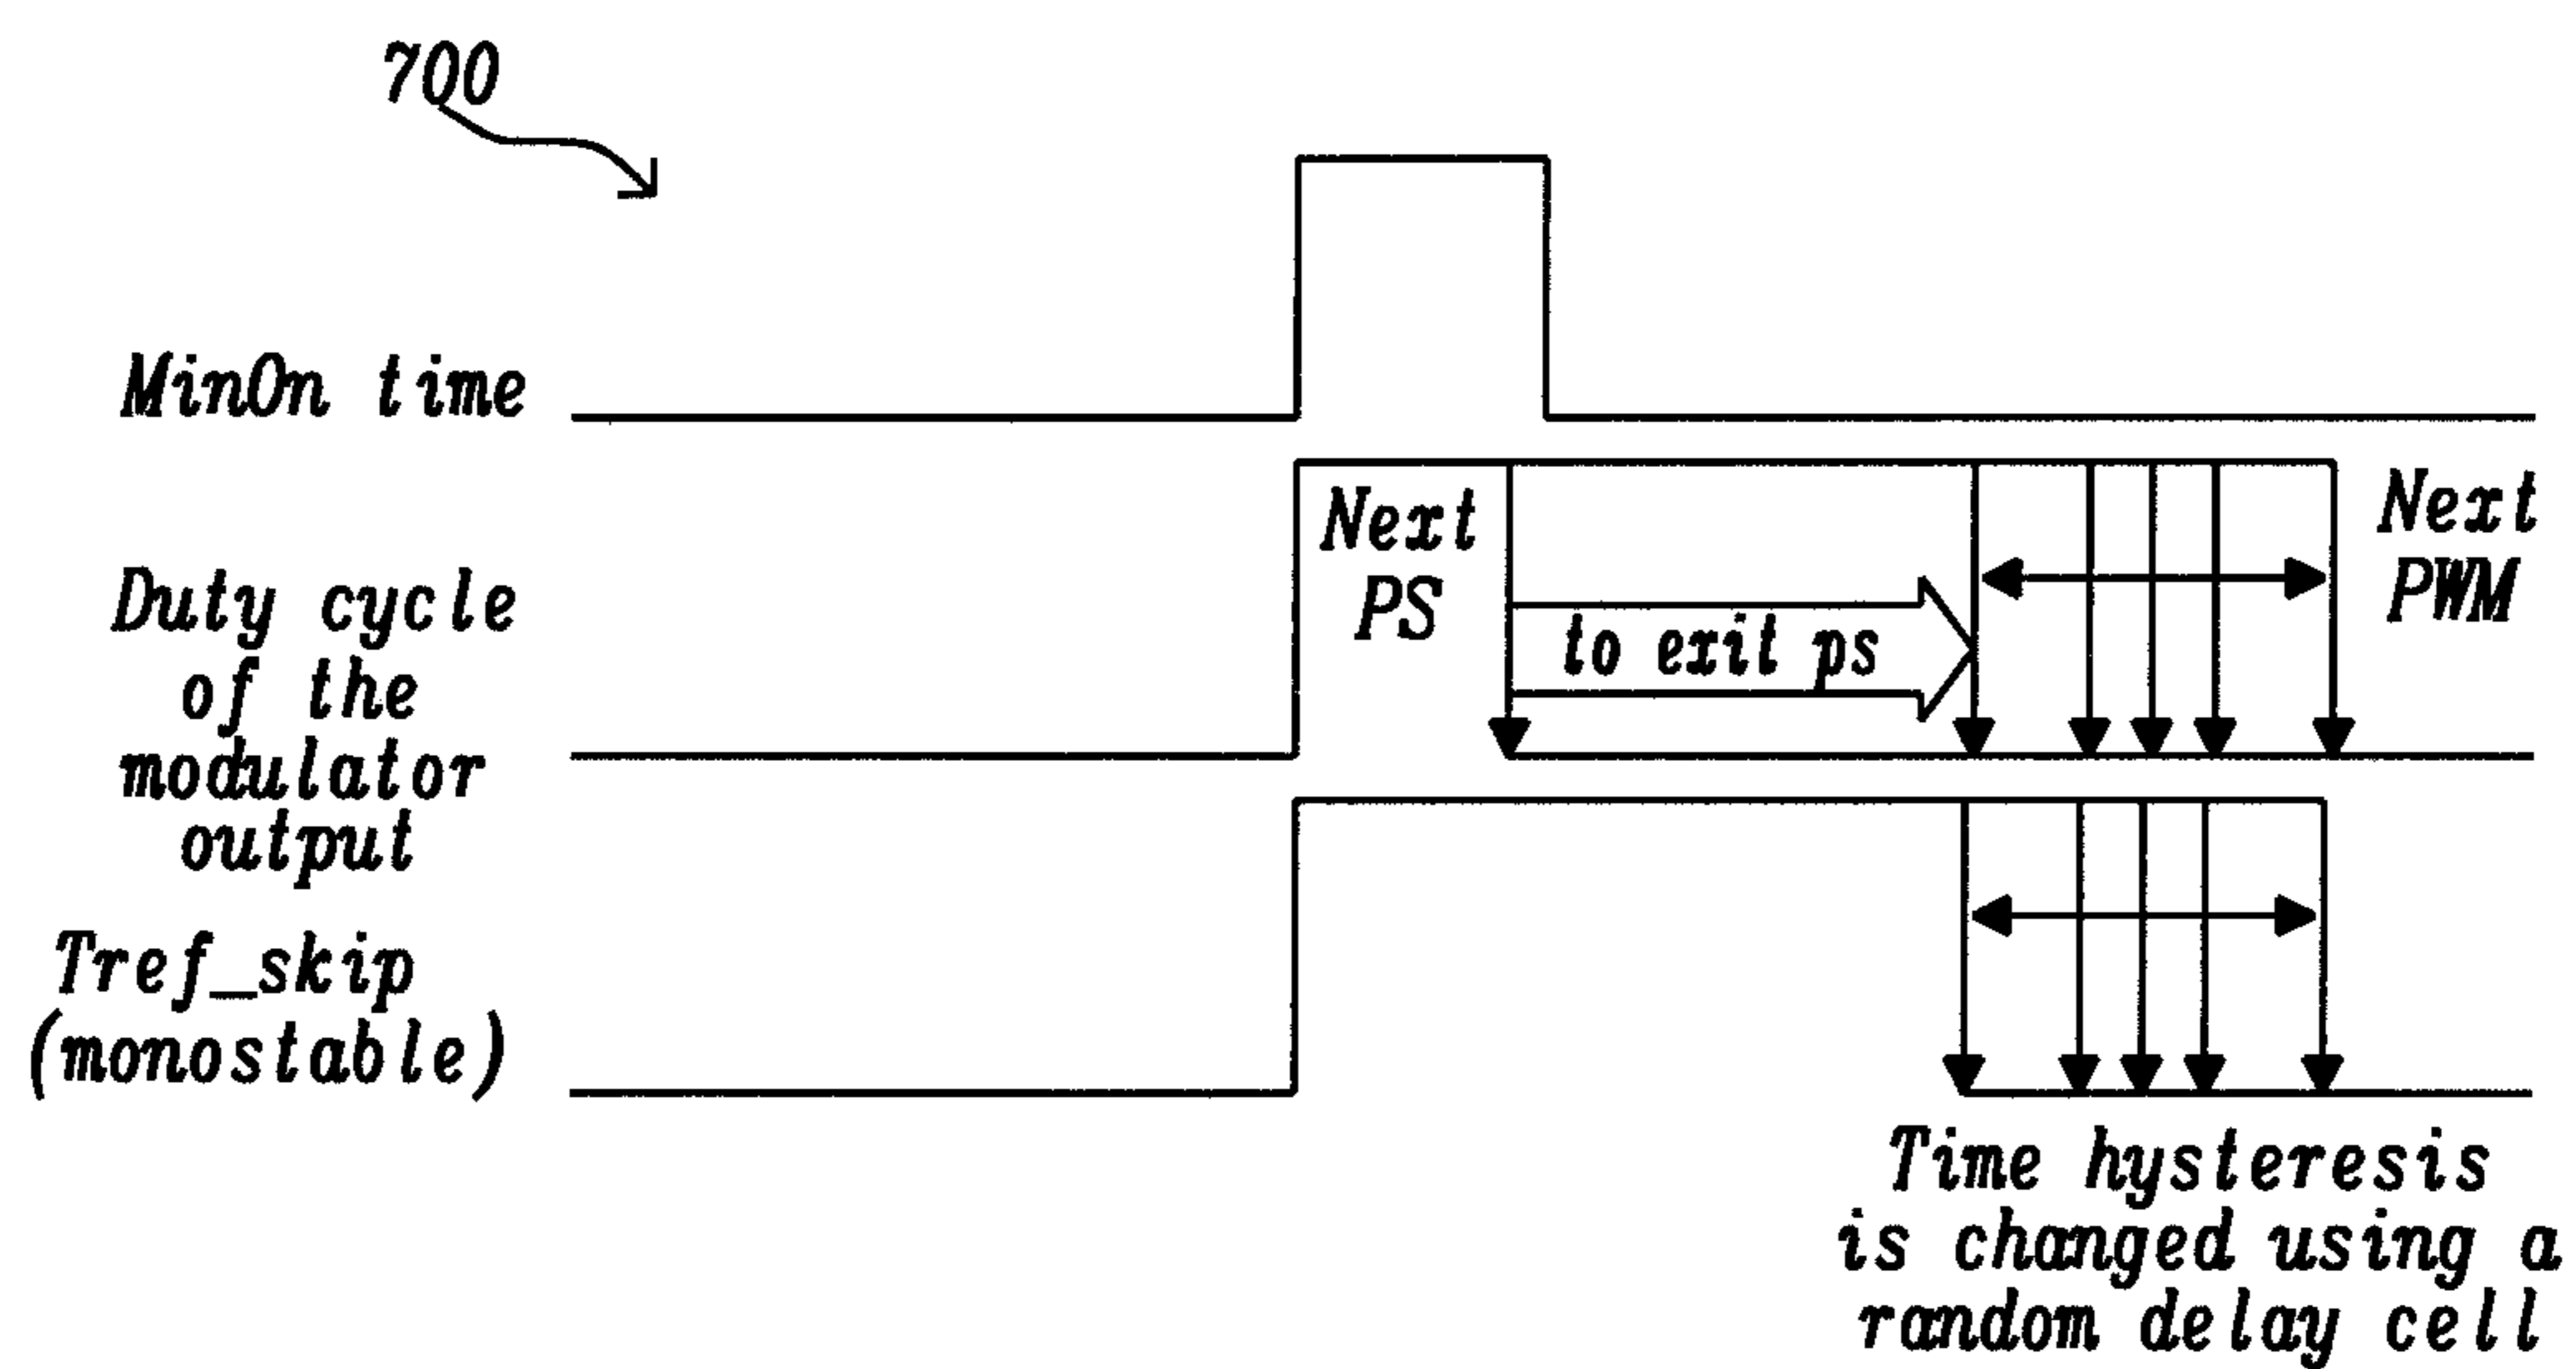 700
MinOn time
Next
PS
Next
PWM
Duty cycle
of the
modulator
output
to exit ps
Tref_skip
(monostable)
Time hysteresis
is changed using a
random delay cell